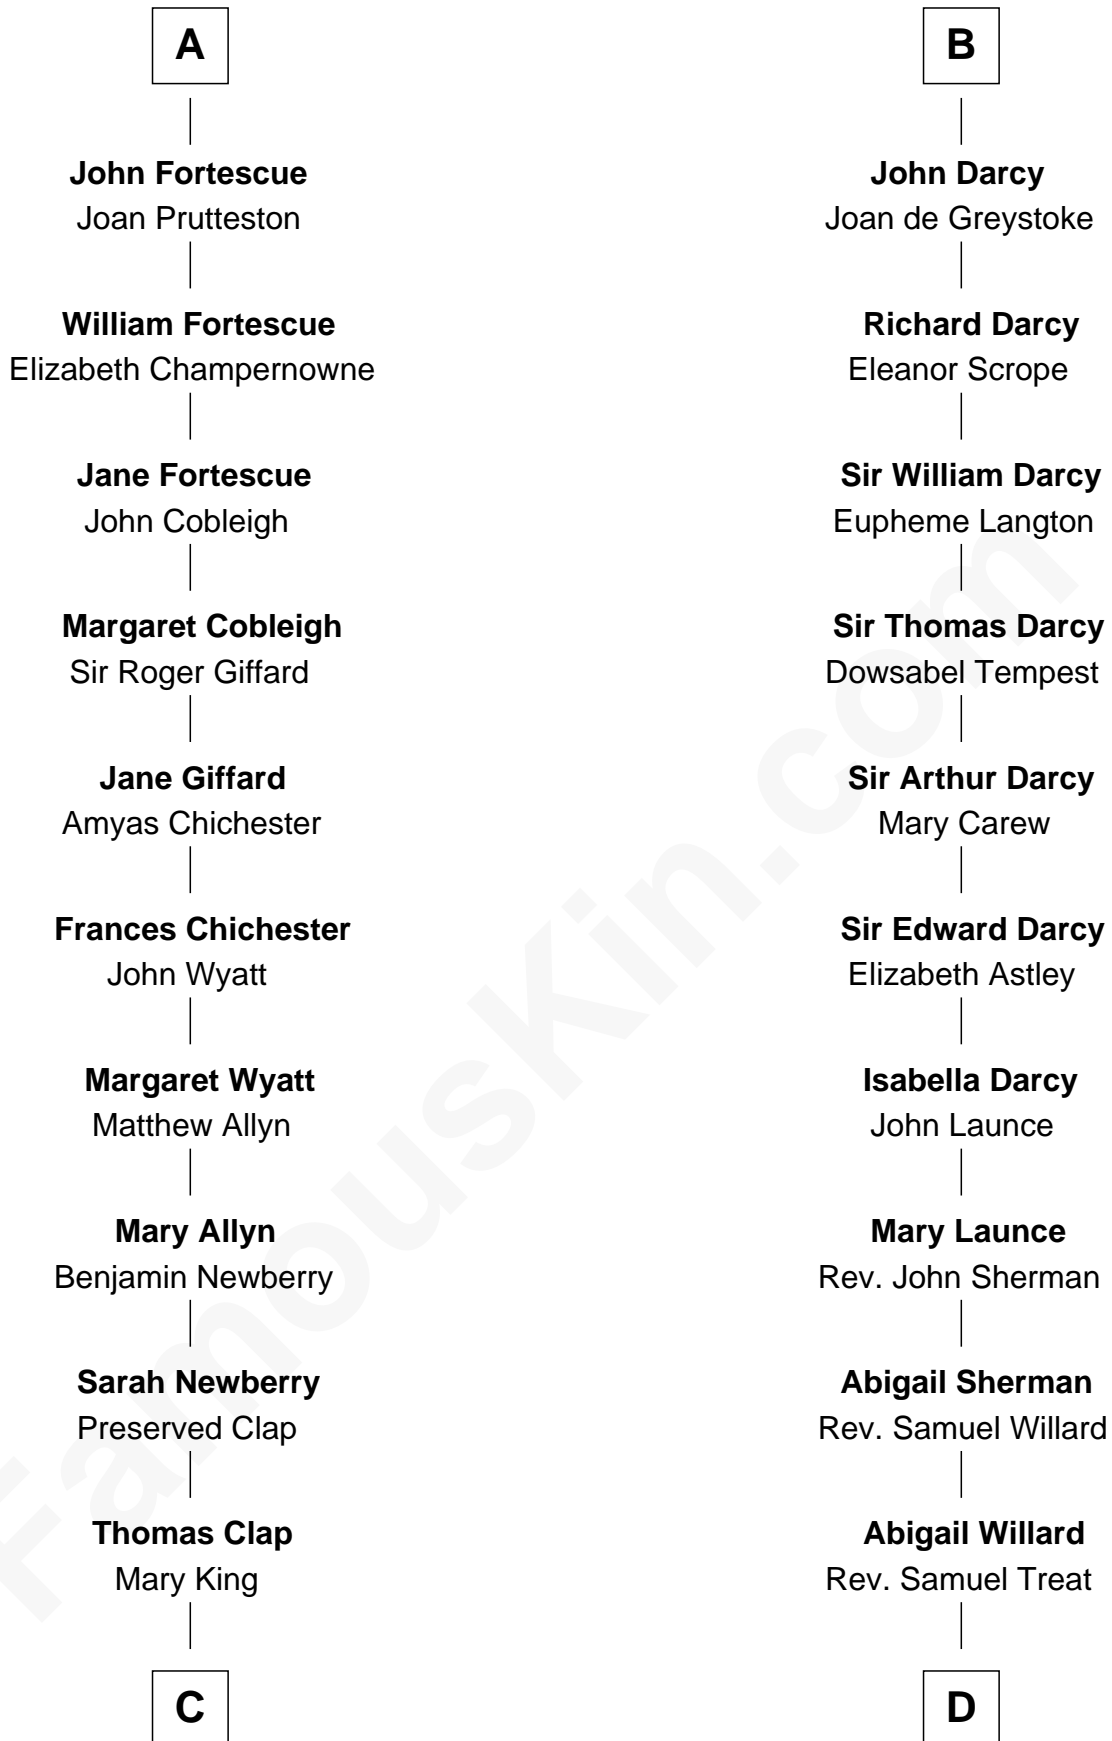 A
John Fortescue
Joan Prutteston
William Fortescue
Elizabeth Champernowne
Jane Fortescue
John Cobleigh
Margaret Cobleigh
Sir Roger Giffard
Jane Giffard
Amyas Chichester
Frances Chichester
John Wyatt
Margaret Wyatt
Matthew Allyn
Mary Allyn
Benjamin Newberry
Sarah Newberry
Preserved Clap
Thomas Clap
Mary King
C
B
John Darcy
Joan de Greystoke
Richard Darcy
Eleanor Scrope
Sir William Darcy
Eupheme Langton
Sir Thomas Darcy
Dowsabel Tempest
Sir Arthur Darcy
Mary Carew
Sir Edward Darcy
Elizabeth Astley
Isabella Darcy
John Launce
Mary Launce
Rev. John Sherman
Abigail Sherman
Rev. Samuel Willard
Abigail Willard
Rev. Samuel Treat
D
FamousKin.com